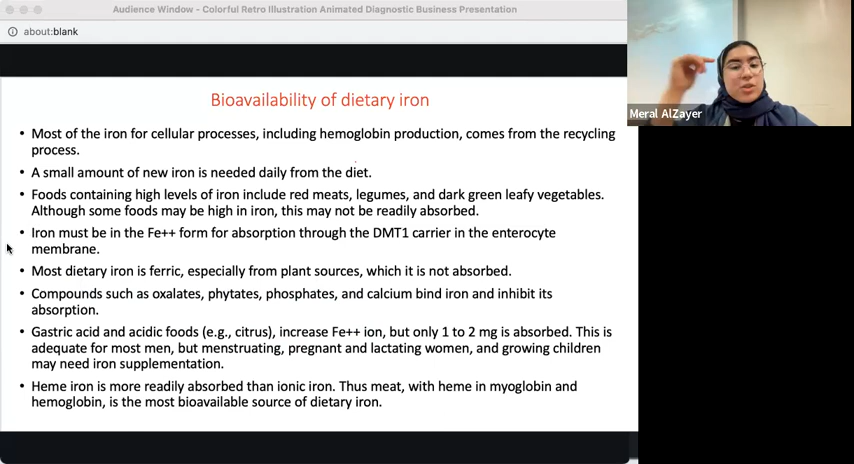 Audience Window - Colorful Retro Illustration Animated Diagnostic Business Presentation
about:blank
Meral AlZayer
Bioavailability of dietary iron
• Most of the iron for cellular processes, including hemoglobin production, comes from the recycling
process.
• A small amount of new iron is needed daily from the diet.
• Foods containing high levels of iron include red meats, legumes, and dark green leafy vegetables.
Although some foods may be high in iron, this may not be readily absorbed.
• Iron must be in the Fe++ form for absorption through the DMT1 carrier in the enterocyte
membrane.
• Most dietary iron is ferric, especially from plant sources, which it is not absorbed.
• Compounds such as oxalates, phytates, phosphates, and calcium bind iron and inhibit its
absorption.
• Gastric acid and acidic foods (e.g., citrus), increase Fe++ ion, but only 1 to 2 mg is absorbed. This is
adequate for most men, but menstruating, pregnant and lactating women, and growing children
may need iron supplementation.
• Heme iron is more readily absorbed than ionic iron. Thus meat, with heme in myoglobin and
hemoglobin, is the most bioavailable source of dietary iron.